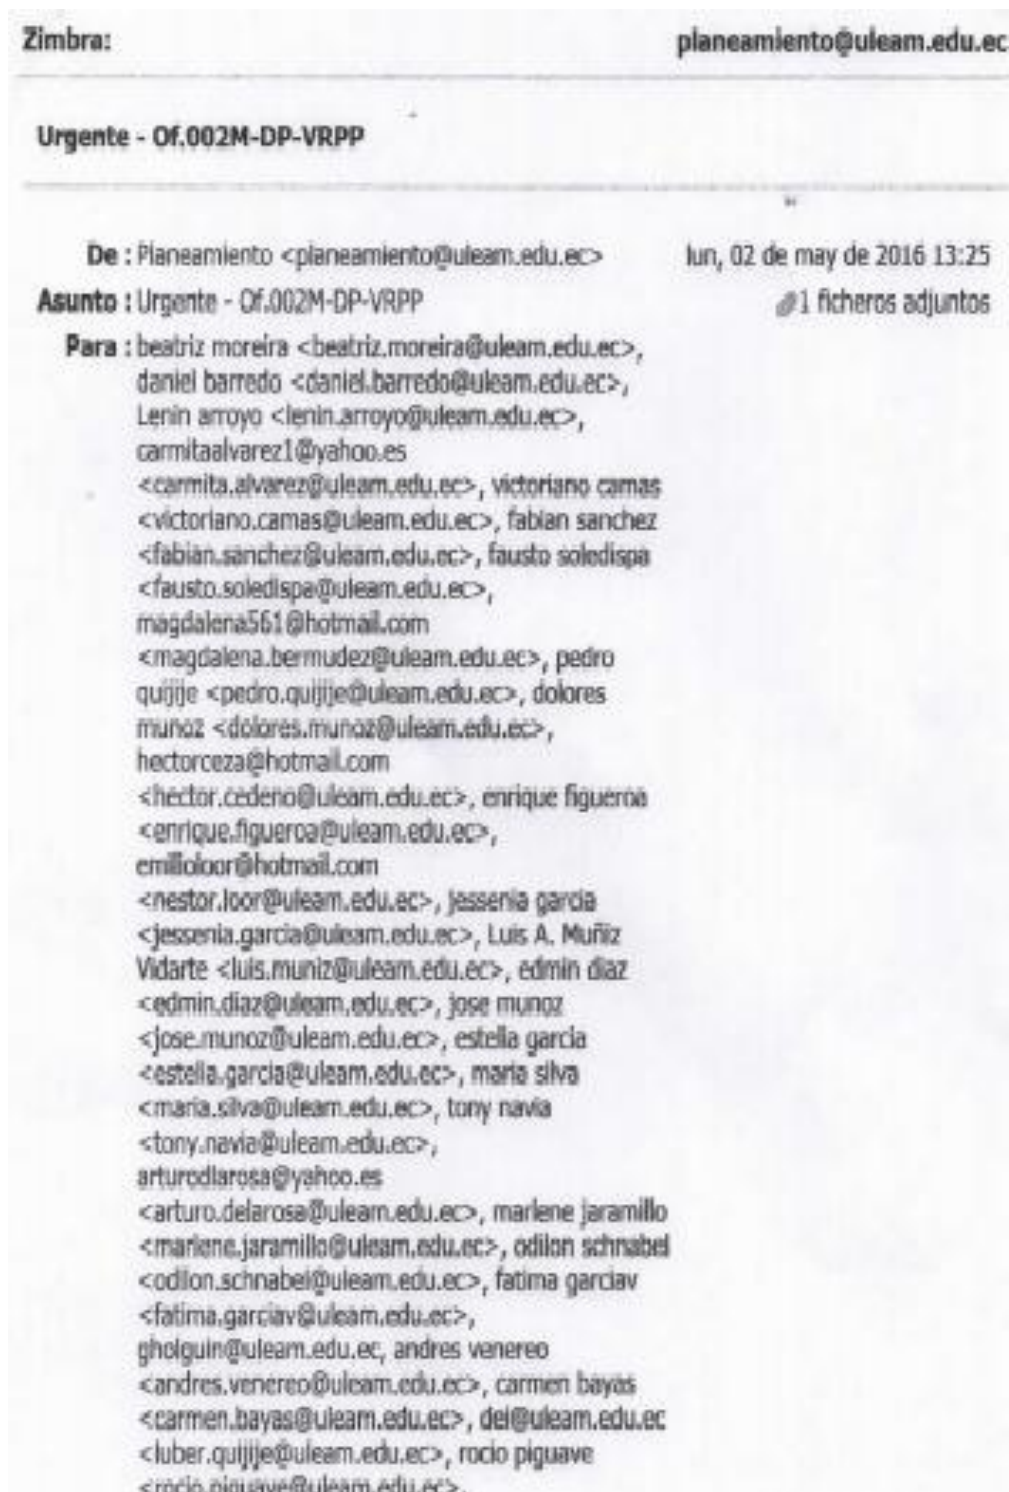 Zimbra: planeamiento@uleam.edu.ec
Urgente - Of.002M-DP-VRPP
De : Planeamiento <planeamiento@uleam.edu.ec> lun, 02 de may de 2016 13:25
Asunto : Urgente - Of.002M-DP-VRPP 1 ficheros adjuntos
Para : beatriz moreira <beatriz.moreira@uleam.edu.ec>,
daniel barredo <daniel.barredo@uleam.edu.ec>,
Lenin arroyo <lenin.arroyo@uleam.edu.ec>,
carmitaalvarez1@yahoo.es
<carmita.alvarez@uleam.edu.ec>, victoriano camas
<victoriano.camas@uleam.edu.ec>, fabian sanchez
<fabian.sanchez@uleam.edu.ec>, fausto soledispa
<fausto.soledispa@uleam.edu.ec>,
magdalena561@hotmail.com
<magdalena.bermudez@uleam.edu.ec>, pedro
quijije <pedro.quijije@uleam.edu.ec>, dolores
munoz <dolores.munoz@uleam.edu.ec>,
hectorceza@hotmail.com
<hector.cedeno@uleam.edu.ec>, enrique figueroa
<enrique.figueroa@uleam.edu.ec>,
emilioloor@hotmail.com
<nestor.loor@uleam.edu.ec>, jessenia garcia
<jessenia.garcia@uleam.edu.ec>, Luis A. Muñiz
Vidarte <luis.muniz@uleam.edu.ec>, edmin diaz
<edmin.diaz@uleam.edu.ec>, jose munoz
<jose.munoz@uleam.edu.ec>, estella garcia
<estella.garcia@uleam.edu.ec>, maria silva
<maria.silva@uleam.edu.ec>, tony navia
<tony.navia@uleam.edu.ec>,
arturodlarosa@yahoo.es
<arturo.delarosa@uleam.edu.ec>, marlene jaramillo
<marlene.jaramillo@uleam.edu.ec>, odilon schnabel
<odilon.schnabel@uleam.edu.ec>, fatima garciav
<fatima.garciav@uleam.edu.ec>,
gholguin@uleam.edu.ec, andres venereo
<andres.venereo@uleam.edu.ec>, carmen bayas
<carmen.bayas@uleam.edu.ec>, dei@uleam.edu.ec
<luber.quijije@uleam.edu.ec>, rocio piguave
<rocio.piguave@uleam.edu.ec>,